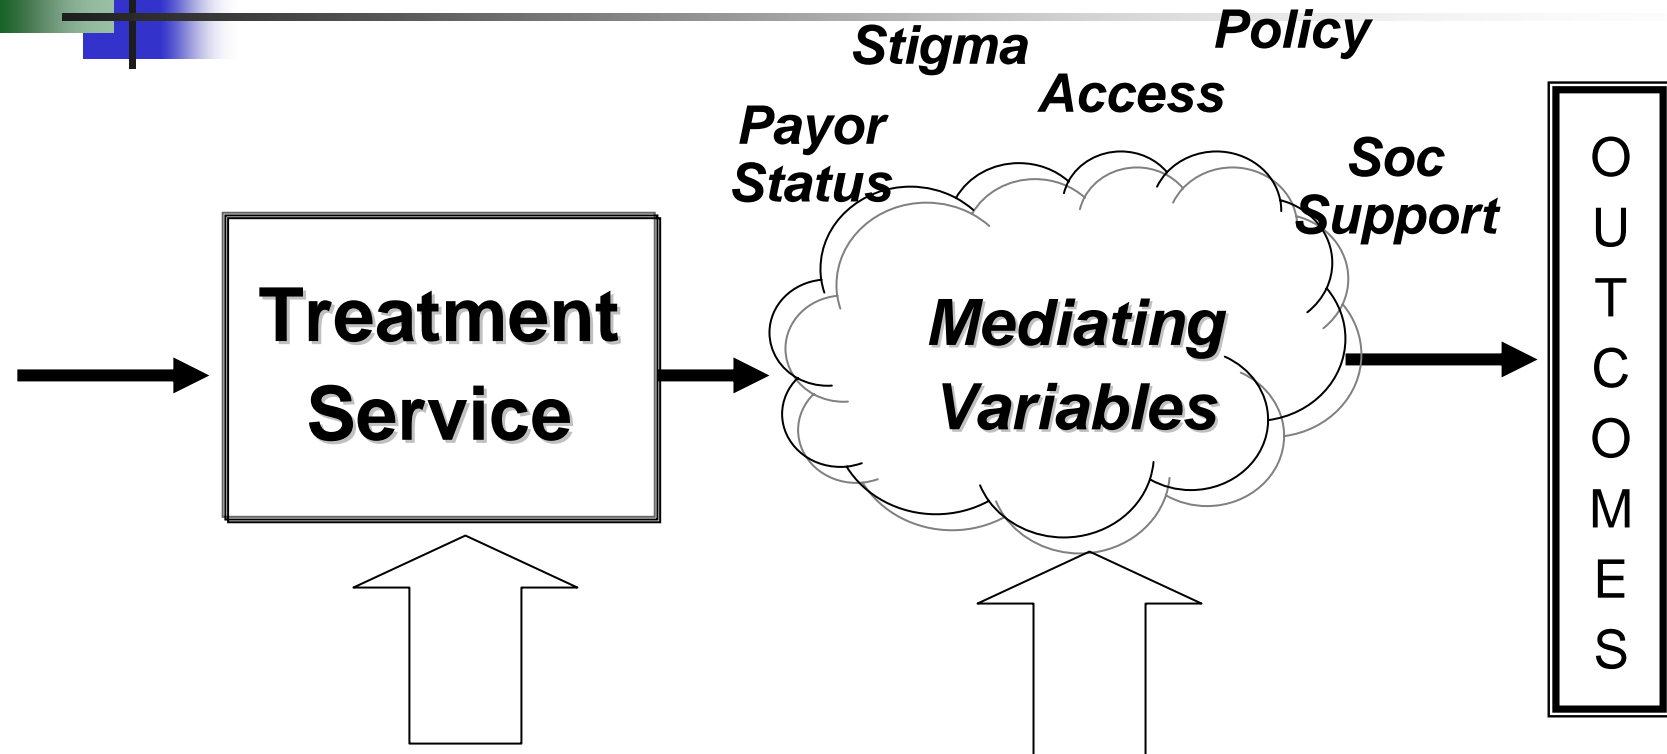 Stigma
Policy
Access
Payor
Status
Soc
Support
Treatment
Service
Mediating
Variables
O
U
T
C
O
M
E
S